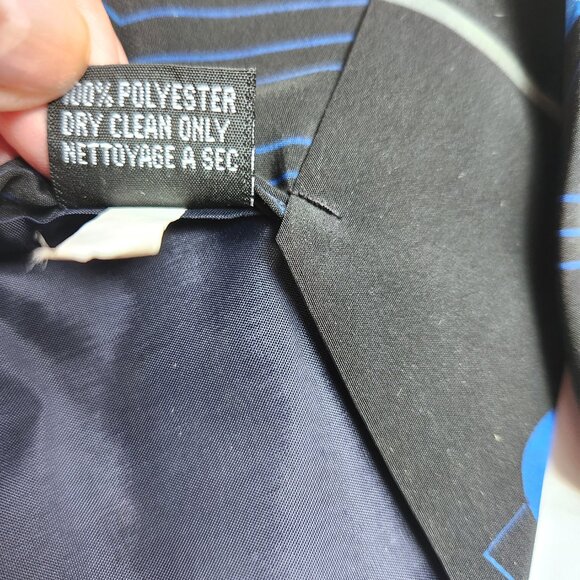 100% POLYESTER
DRY CLEAN ONLY
NETTOYAGE A SEC